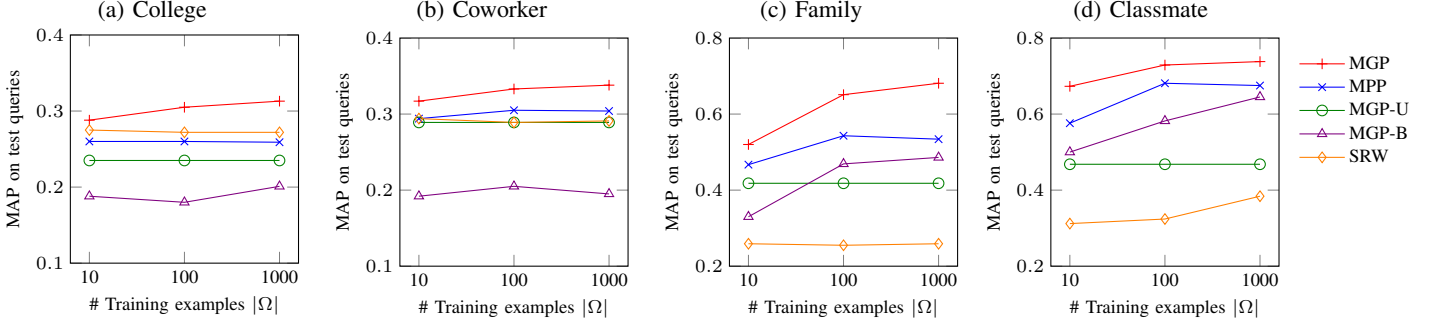 (a) College
MAP on test queries
0.4
0.3
0.2
0.1
10 100 1000
# Training examples |Ω|
(b) Coworker
MAP on test queries
0.4
0.3
0.2
0.1
10 100 1000
# Training examples |Ω|
(c) Family
MAP on test queries
0.8
0.6
0.4
0.2
10 100 1000
# Training examples |Ω|
(d) Classmate
MAP on test queries
0.8
0.6
0.4
0.2
10 100 1000
# Training examples |Ω|
MGP
MPP
MGP-U
MGP-B
SRW